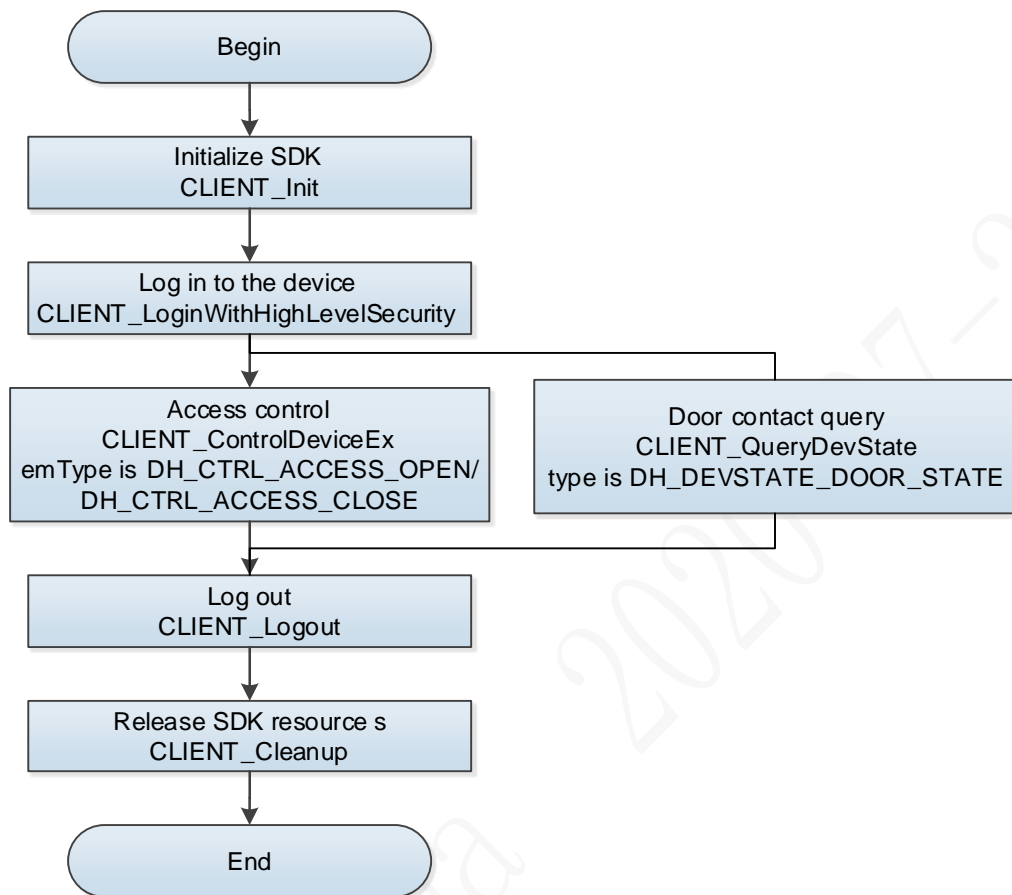 Begin
Initialize SDK
CLIENT_Init
Log in to the device
CLIENT_LoginWithHighLevelSecurity
Access control
CLIENT_ControlDeviceEx
emType is DH_CTRL_ACCESS_OPEN/
DH_CTRL_ACCESS_CLOSE
Door contact query
CLIENT_QueryDevState
type is DH_DEVSTATE_DOOR_STATE
Log out
CLIENT_Logout
Release SDK resource s
CLIENT_Cleanup
End